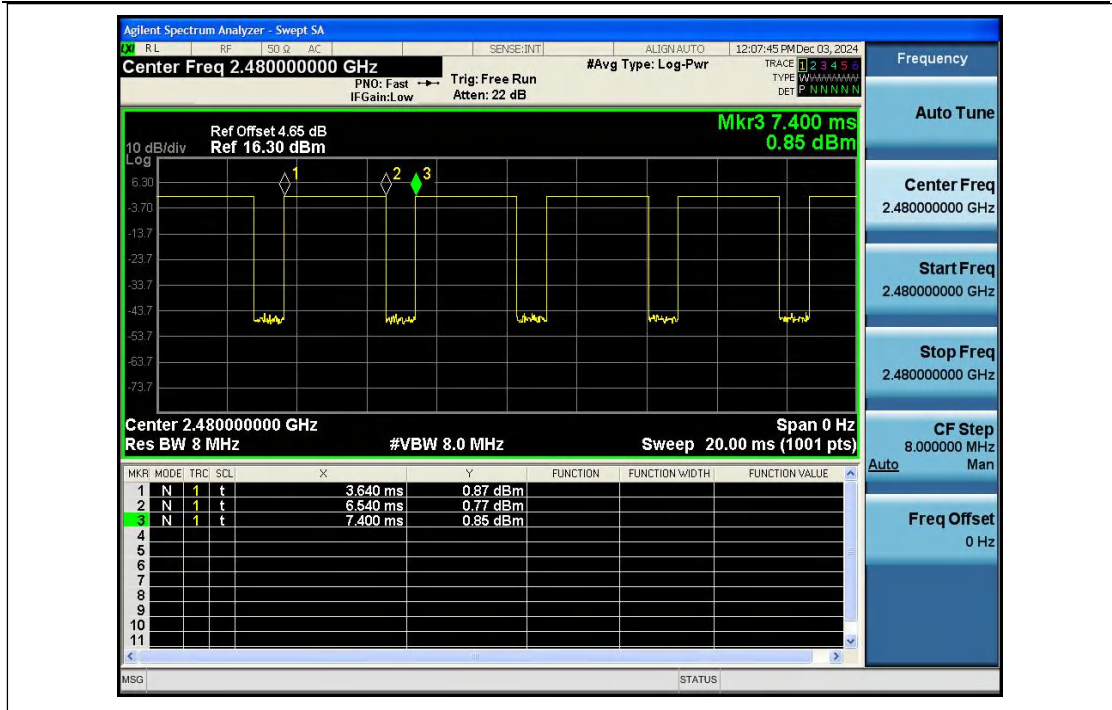 Agilent Spectrum Analyzer - Swept SA
LXI RL RF 50 Ω AC SENSE:INT ALIGN AUTO 12:07:45 PM Dec 03, 2024
Center Freq 2.480000000 GHz
#Avg Type: Log-Pwr
TRACE 1 2 3 4 5 6
PNO: Fast
Trig: Free Run
TYPE
IFGain:Low
Atten: 22 dB
DET P N N N N N
Mkr3 7.400 ms
0.85 dBm
Ref Offset 4.65 dB
10 dB/div Ref 16.30 dBm
Log
6.30
-3.70
-13.7
-23.7
-33.7
-43.7
-53.7
-63.7
-73.7
1
2
3
Center 2.480000000 GHz Span 0 Hz
Res BW 8 MHz #VBW 8.0 MHz Sweep 20.00 ms (1001 pts)
MKR MODE TRC SCL X Y FUNCTION FUNCTION WIDTH FUNCTION VALUE
1 N 1 t 3.640 ms 0.87 dBm
2 N 1 t 6.540 ms 0.77 dBm
3 N 1 t 7.400 ms 0.85 dBm
4
5
6
7
8
9
10
11
MSG STATUS
Frequency
Auto Tune
Center Freq
2.480000000 GHz
Start Freq
2.480000000 GHz
Stop Freq
2.480000000 GHz
CF Step
8.000000 MHz
Auto Man
Freq Offset
0 Hz